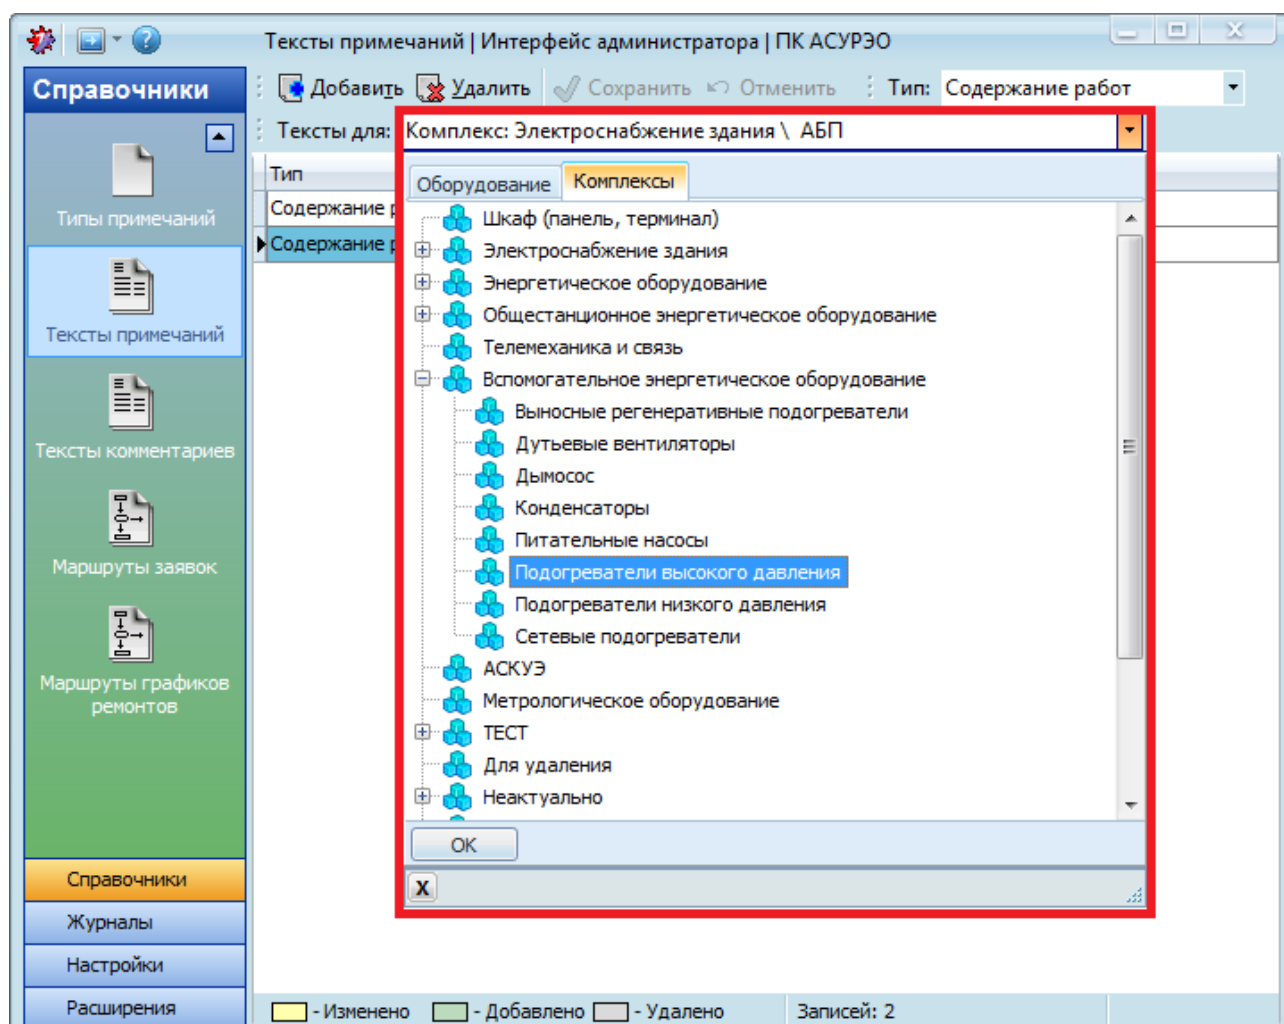 Тексты примечаний | Интерфейс администратора | ПК АСУРЭО
Справочники
Добавить Удалить Сохранить Отменить Тип: Содержание работ
Тексты для: Комплекс: Электроснабжение здания \ АБП
Типы примечаний
Тексты примечаний
Тексты комментариев
Маршруты заявок
Маршруты графиков
ремонтов
Справочники
Журналы
Настройки
Расширения
Тип
Содержание р
Содержание р
Оборудование Комплексы
Шкаф (панель, терминал)
Электроснабжение здания
Энергетическое оборудование
Общестанционное энергетическое оборудование
Телемеханика и связь
Вспомогательное энергетическое оборудование
Выносные регенеративные подогреватели
Дутьевые вентиляторы
Дымосос
Конденсаторы
Питательные насосы
Подогреватели высокого давления
Подогреватели низкого давления
Сетевые подогреватели
АСКУЭ
Метрологическое оборудование
ТЕСТ
Для удаления
Неактуально
ОК
X
- Изменено - Добавлено - Удалено Записей: 2